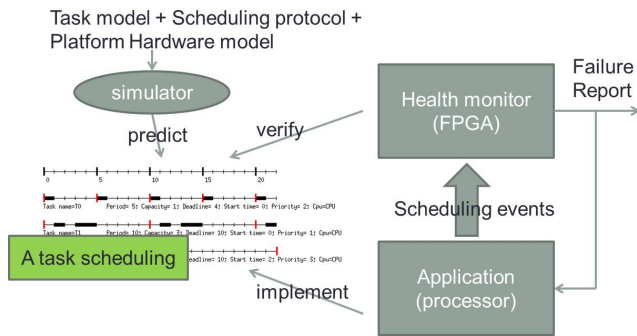 Task model + Scheduling protocol +
Platform Hardware model
simulator
predict
verify
Health monitor
(FPGA)
Failure
Report
Scheduling events
Application
(processor)
implement
0 5 10 15 20
Task name=T0 Period= 5; Capacity= 1; Deadline= 4; Start time= 0; Priority= 2; Cpu=CPU
Task name=T1 Period= 10; Capacity= 3; Deadline= 10; Start time= 0; Priority= 1; Cpu=CPU
A task scheduling
Deadline= 10; Start time= 2; Priority= 3; Cpu=CPU